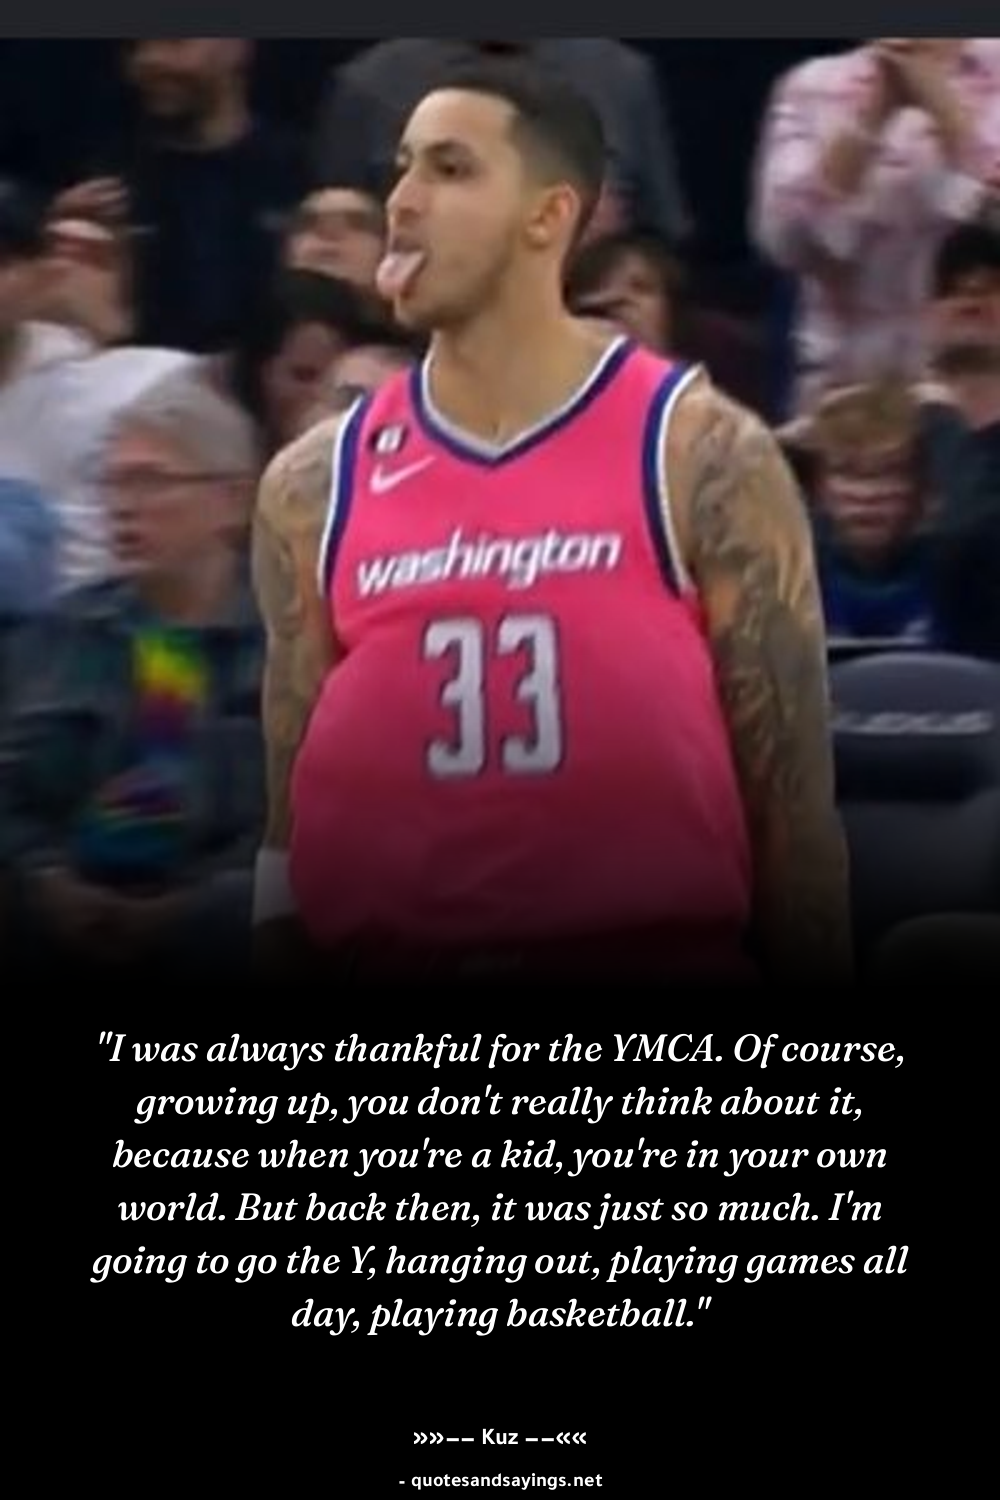 6
washington
33
LEXUS
"I was always thankful for the YMCA. Of course,
growing up, you don't really think about it,
because when you're a kid, you're in your own
world. But back then, it was just so much. I'm
going to go the Y, hanging out, playing games all
day, playing basketball."
»»−− Kuz −−««
- quotesandsayings.net